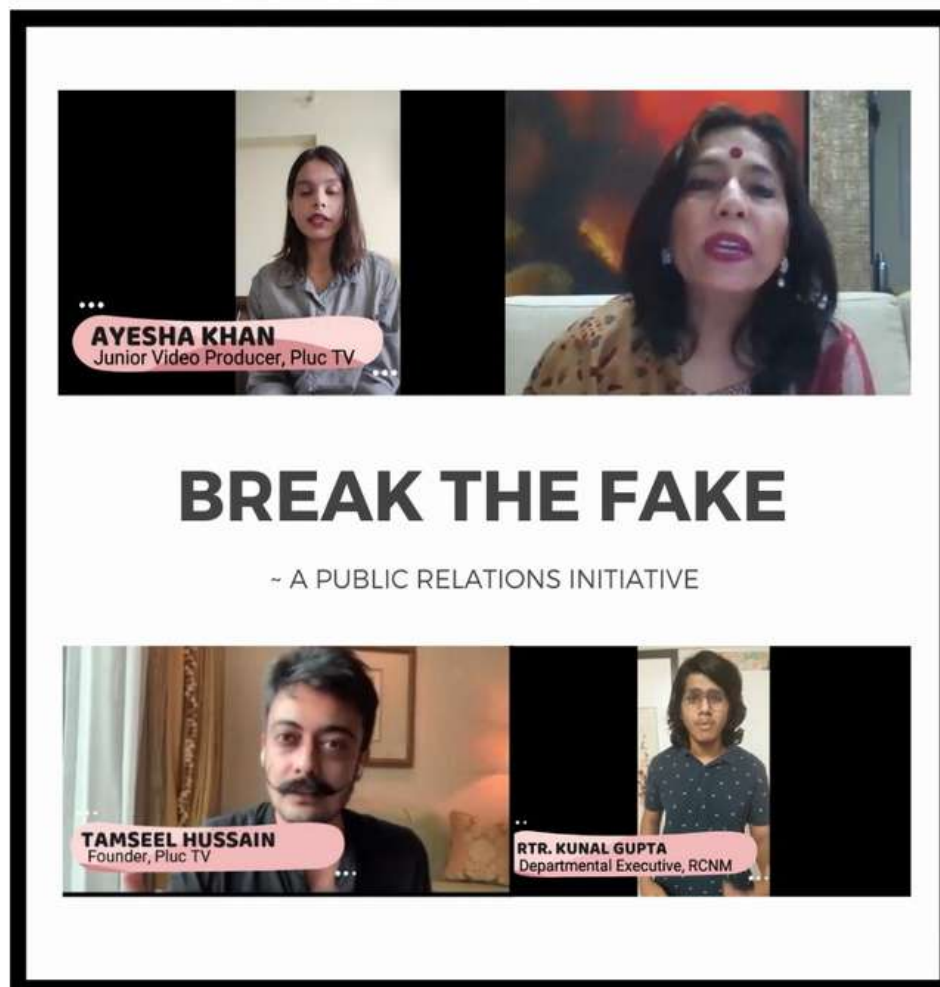 AYESHA KHAN
Junior Video Producer, Pluc TV
BREAK THE FAKE
~ A PUBLIC RELATIONS INITIATIVE
TAMSEEL HUSSAIN
Founder, Pluc TV
RTR. KUNAL GUPTA
Departmental Executive, RCNM